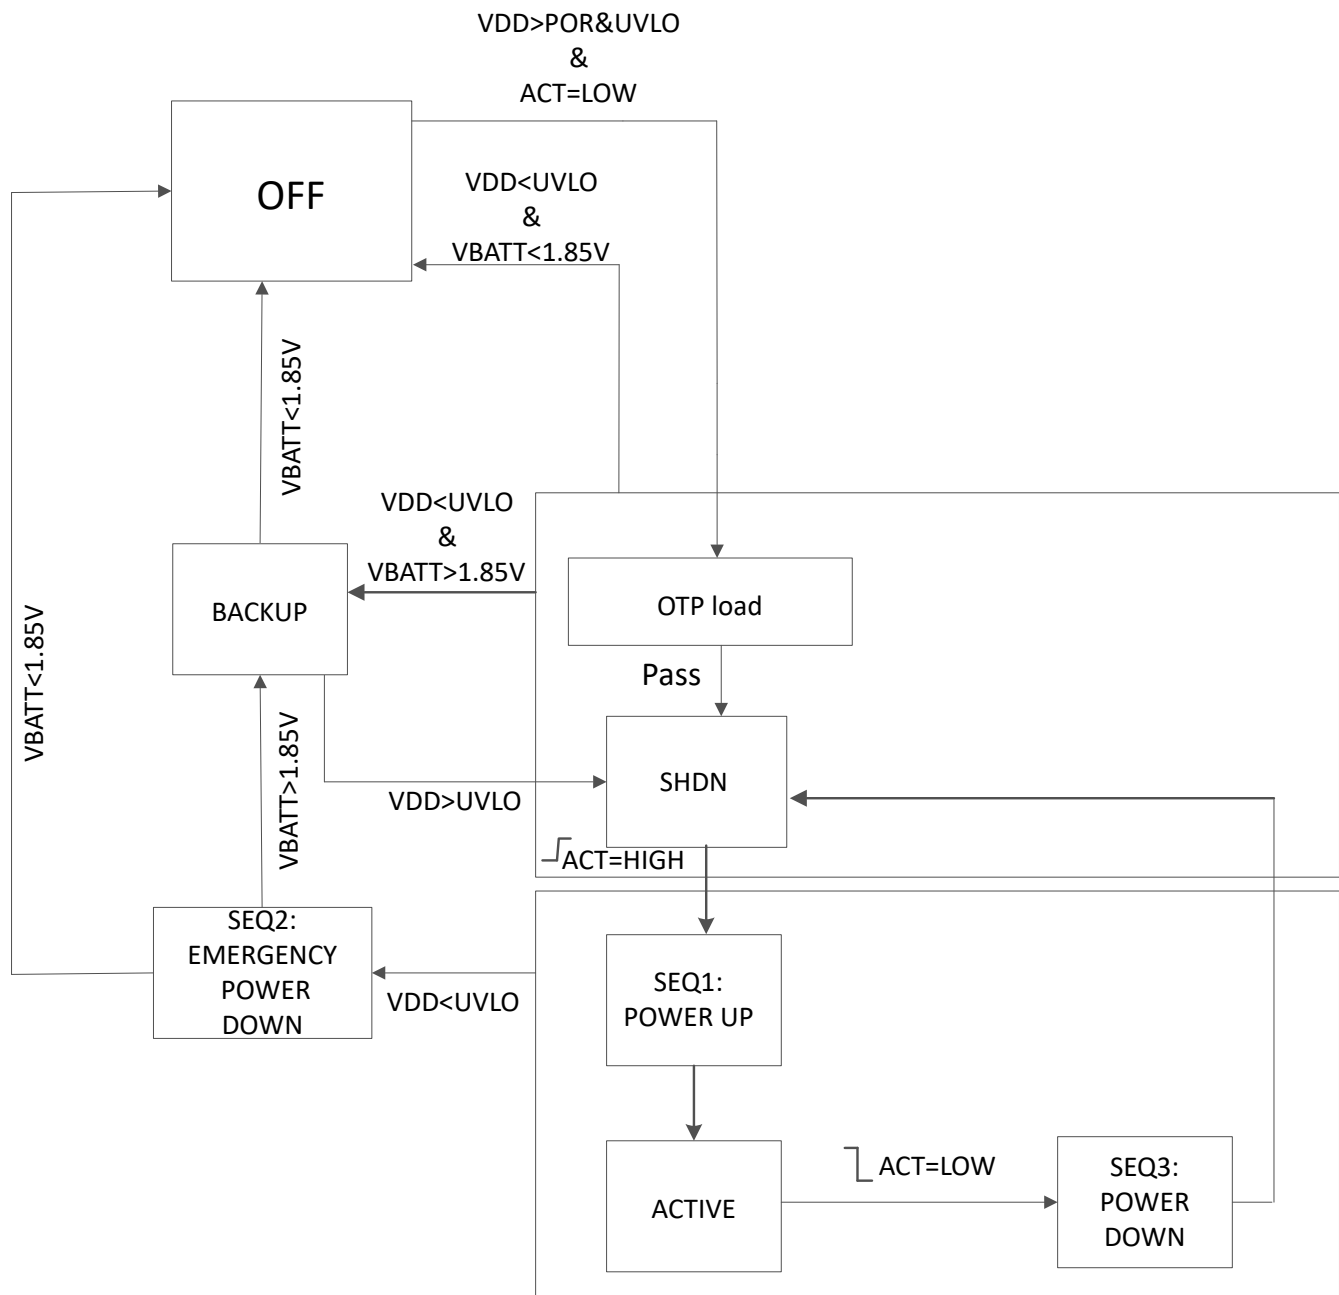 VDD>POR&UVLO
&
ACT=LOW
OFF
VDD<UVLO
&
VBATT<1.85V
VBATT<1.85V
VDD<UVLO
&
VBATT>1.85V
OTP load
BACKUP
Pass
VBATT<1.85V
VBATT>1.85V
SHDN
VDD>UVLO
ACT=HIGH
SEQ2:
EMERGENCY
POWER
DOWN
VDD<UVLO
SEQ1:
POWER UP
ACT=LOW
SEQ3:
POWER
DOWN
ACTIVE